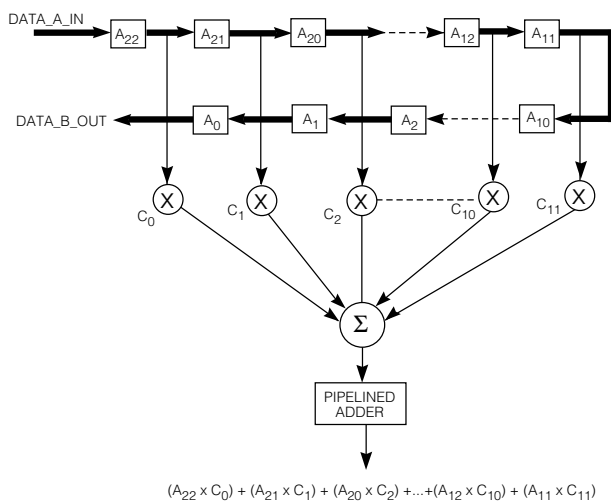 DATA_A_IN
A22 A21 A20 A12 A11
DATA_B_OUT A0 A1 A2 A10
X X X X X
C0 C1 C2 C10 C11
Σ
PIPELINED
ADDER
(A22 x C0) + (A21 x C1) + (A20 x C2) +...+(A12 x C10) + (A11 x C11)